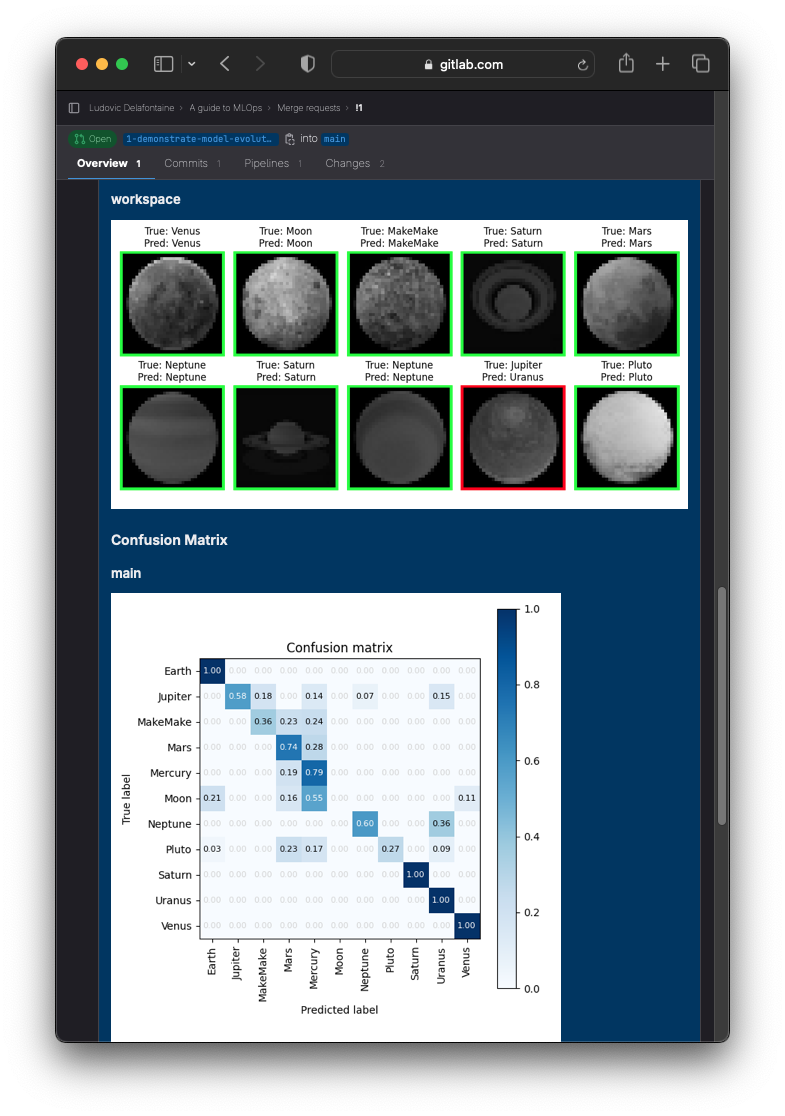 gitlab.com
Ludovic Delafontaine › A guide to MLOps › Merge requests › !1
Open 1-demonstrate-model-evolut… into main
Overview 1 Commits 1 Pipelines 1 Changes 2
workspace
True: Venus True: Moon True: MakeMake True: Saturn True: Mars
Pred: Venus Pred: Moon Pred: MakeMake Pred: Saturn Pred: Mars
True: Neptune True: Saturn True: Neptune True: Jupiter True: Pluto
Pred: Neptune Pred: Saturn Pred: Neptune Pred: Uranus Pred: Pluto
Confusion Matrix
main
Confusion matrix
Earth 1.00 0.00 0.00 0.00 0.00 0.00 0.00 0.00 0.00 0.00 0.00
Jupiter 0.00 0.58 0.18 0.00 0.14 0.00 0.07 0.00 0.00 0.15 0.00
MakeMake 0.00 0.00 0.36 0.23 0.24 0.00 0.00 0.00 0.00 0.00 0.00
Mars 0.00 0.00 0.00 0.74 0.28 0.00 0.00 0.00 0.00 0.00 0.00
Mercury 0.00 0.00 0.00 0.19 0.79 0.00 0.00 0.00 0.00 0.00 0.00
Moon 0.21 0.00 0.00 0.16 0.55 0.00 0.00 0.00 0.00 0.00 0.11
Neptune 0.00 0.00 0.00 0.00 0.00 0.00 0.60 0.00 0.00 0.36 0.00
Pluto 0.03 0.00 0.00 0.23 0.17 0.00 0.00 0.27 0.00 0.09 0.00
Saturn 0.00 0.00 0.00 0.00 0.00 0.00 0.00 0.00 1.00 0.00 0.00
Uranus 0.00 0.00 0.00 0.00 0.00 0.00 0.00 0.00 0.00 1.00 0.00
Venus 0.00 0.00 0.00 0.00 0.00 0.00 0.00 0.00 0.00 0.00 1.00
True label
Earth Jupiter MakeMake Mars Mercury Moon Neptune Pluto Saturn Uranus Venus
Predicted label
1.0
0.8
0.6
0.4
0.2
0.0